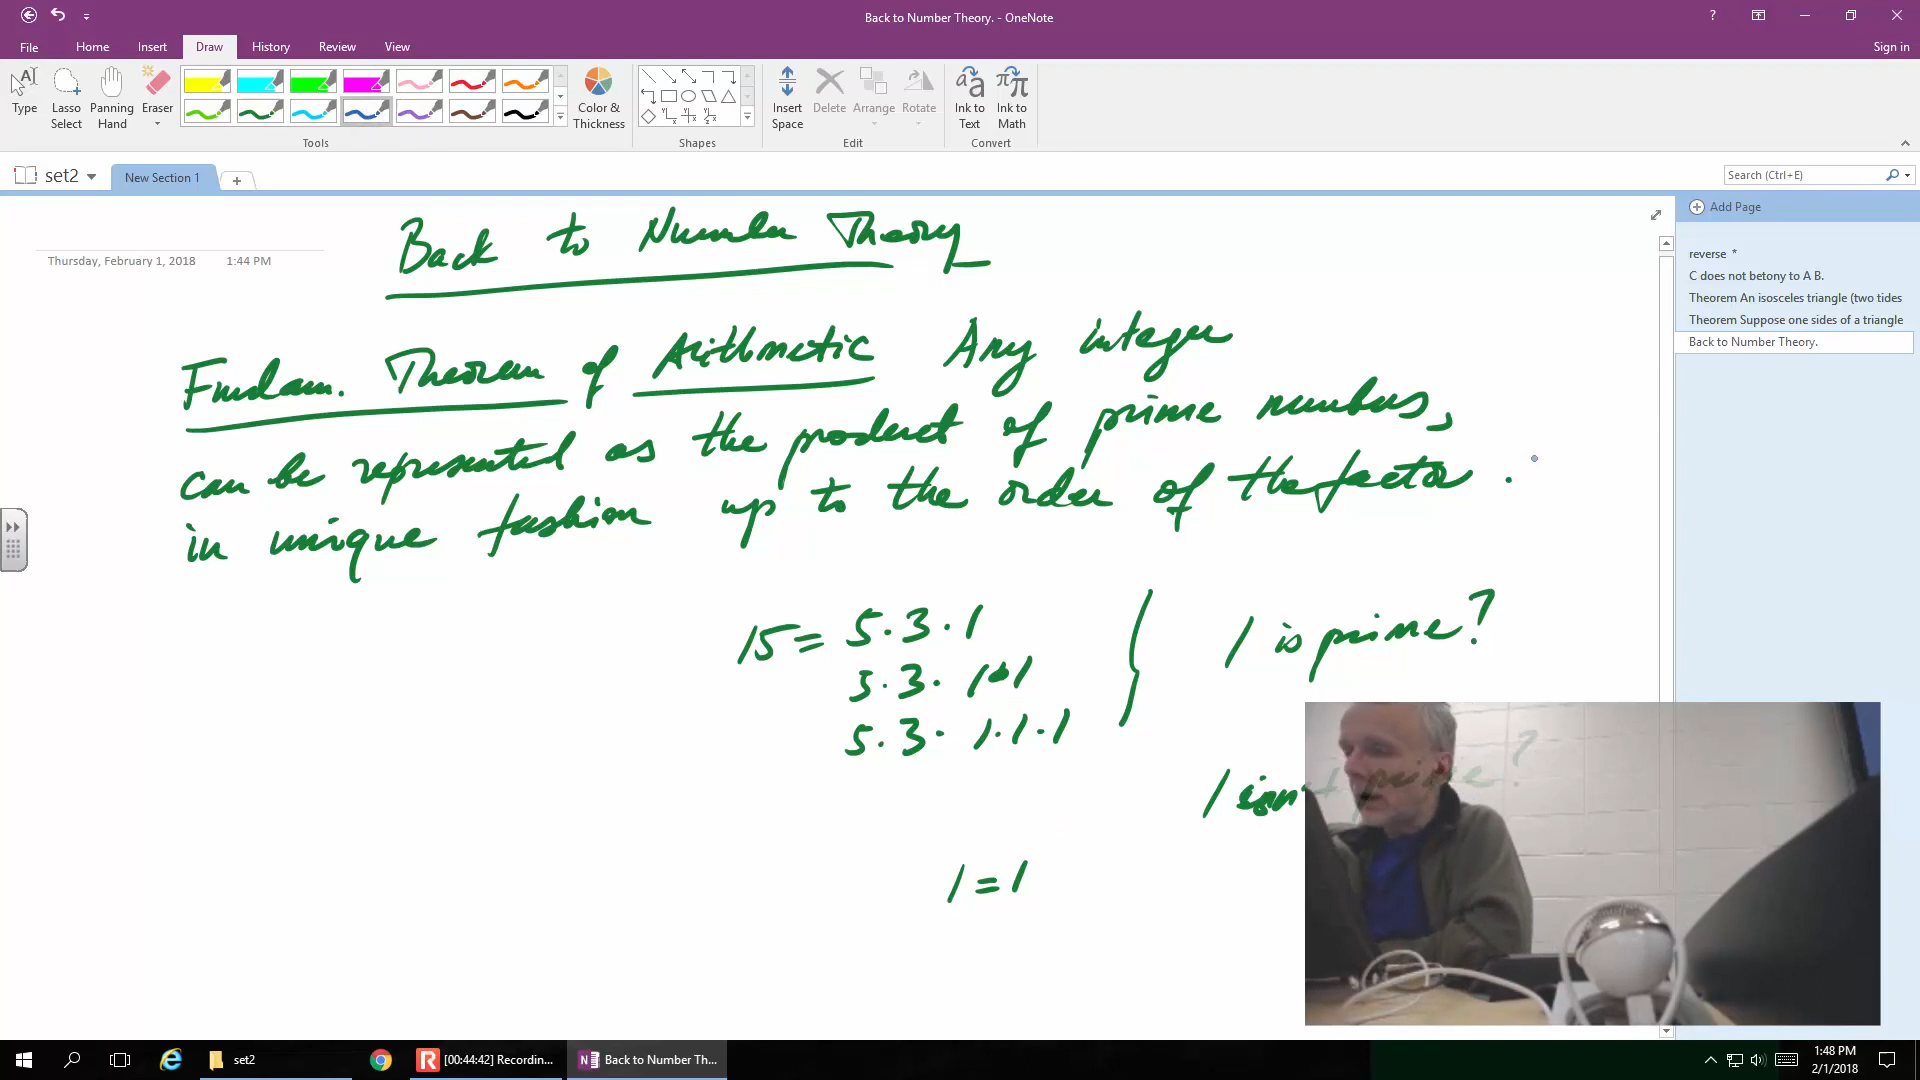 Back to Number Theory. - OneNote
File Home Insert Draw History Review View
Sign in
Type
Lasso Select
Panning Hand
Eraser
Color & Thickness
Insert Space
Delete
Arrange
Rotate
Ink to Text
Ink to Math
Tools
Shapes
Edit
Convert
set2
New Section 1
Search (Ctrl+E)
Add Page
reverse *
C does not betony to A B.
Theorem An isosceles triangle (two tides
Theorem Suppose one sides of a triangle
Back to Number Theory.
Thursday, February 1, 2018 1:44 PM
Back to Number Theory
Fundam. Theorem of Arithmetic Any integer
can be represented as the product of prime numbers,
in unique fashion up to the order of the factor.
15 = 5·3·1
5·3·1·1
5·3·1·1·1
1 is prime?
1 isn't prime?
1 = 1
set2
[00:44:42] Recordin...
Back to Number Th...
1:48 PM
2/1/2018